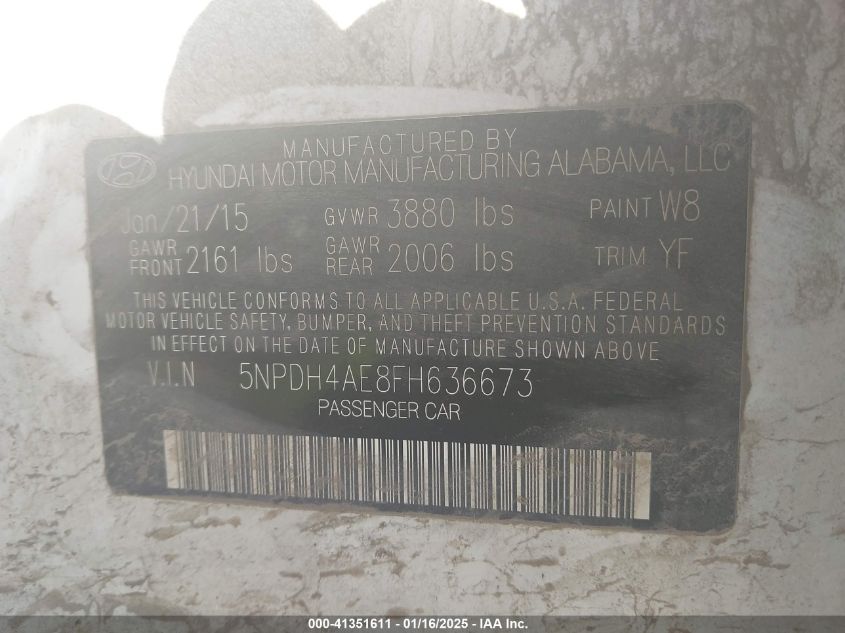 MANUFACTURED BY
HYUNDAI MOTOR MANUFACTURING ALABAMA, LLC
Jan/21/15 GVWR 3880 lbs PAINT W8
GAWR FRONT 2161 lbs GAWR REAR 2006 lbs TRIM YF
THIS VEHICLE CONFORMS TO ALL APPLICABLE U.S.A. FEDERAL
MOTOR VEHICLE SAFETY, BUMPER, AND THEFT PREVENTION STANDARDS
IN EFFECT ON THE DATE OF MANUFACTURE SHOWN ABOVE
V.I.N 5NPDH4AE8FH636673
PASSENGER CAR
000-41351611 - 01/16/2025 - IAA Inc.